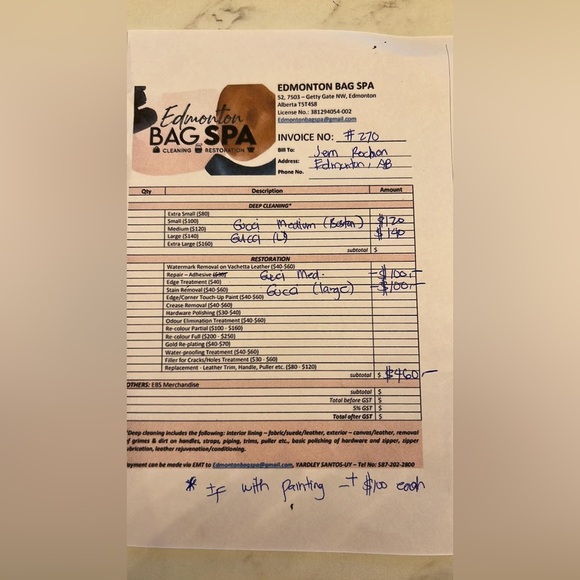 EDMONTON BAG SPA
52, 7503 – Getty Gate NW, Edmonton
Alberta T5T4S8
License No.: 381294054-002
Edmontonbagspa@gmail.com
Edmonton
BAG SPA
CLEANING RESTORATION
INVOICE NO: #270
Bill To: Jem Rochon
Address: Edmonton, AB
Phone No.
Qty Description Amount
DEEP CLEANING*
Extra Small ($80)
Small ($100)
Medium ($120) Gucci Medium (Boston) $120
Large ($140) Gucci (L) $140
Extra Large ($160)
subtotal $
RESTORATION
Watermark Removal on Vachetta Leather ($40-$60)
Repair – Adhesive Gucci Med. $100.-
Edge Treatment ($40)
Stain Removal ($40-$60) Gucci (large) $100.-
Edge/Corner Touch-Up Paint ($40-$60)
Crease Removal ($40-$60)
Hardware Polishing ($30-$40)
Odour Elimination Treatment ($40-$60)
Re-colour Partial ($100 - $160)
Re-colour Full ($200 - $250)
Gold Re-plating ($40-$70)
Water-proofing Treatment ($40-$60)
Filler for Cracks/Holes Treatment ($30 - $60)
Replacement - Leather Trim, Handle, Puller etc. ($80 - $120)
subtotal $ $460.-
OTHERS: EBS Merchandise
subtotal $
Total before GST $
5% GST $
Total after GST $
*Deep cleaning includes the following: interior lining – fabric/suede/leather, exterior – canvas/leather, removal
of grimes & dirt on handles, straps, piping, trims, puller etc., basic polishing of hardware and zipper, zipper
ubrication, leather rejuvenation/conditioning.
ayment can be made via EMT to Edmontonbagspa@gmail.com, YARDLEY SANTOS-UY – Tel No: 587-202-2800
* If with painting + $100 each